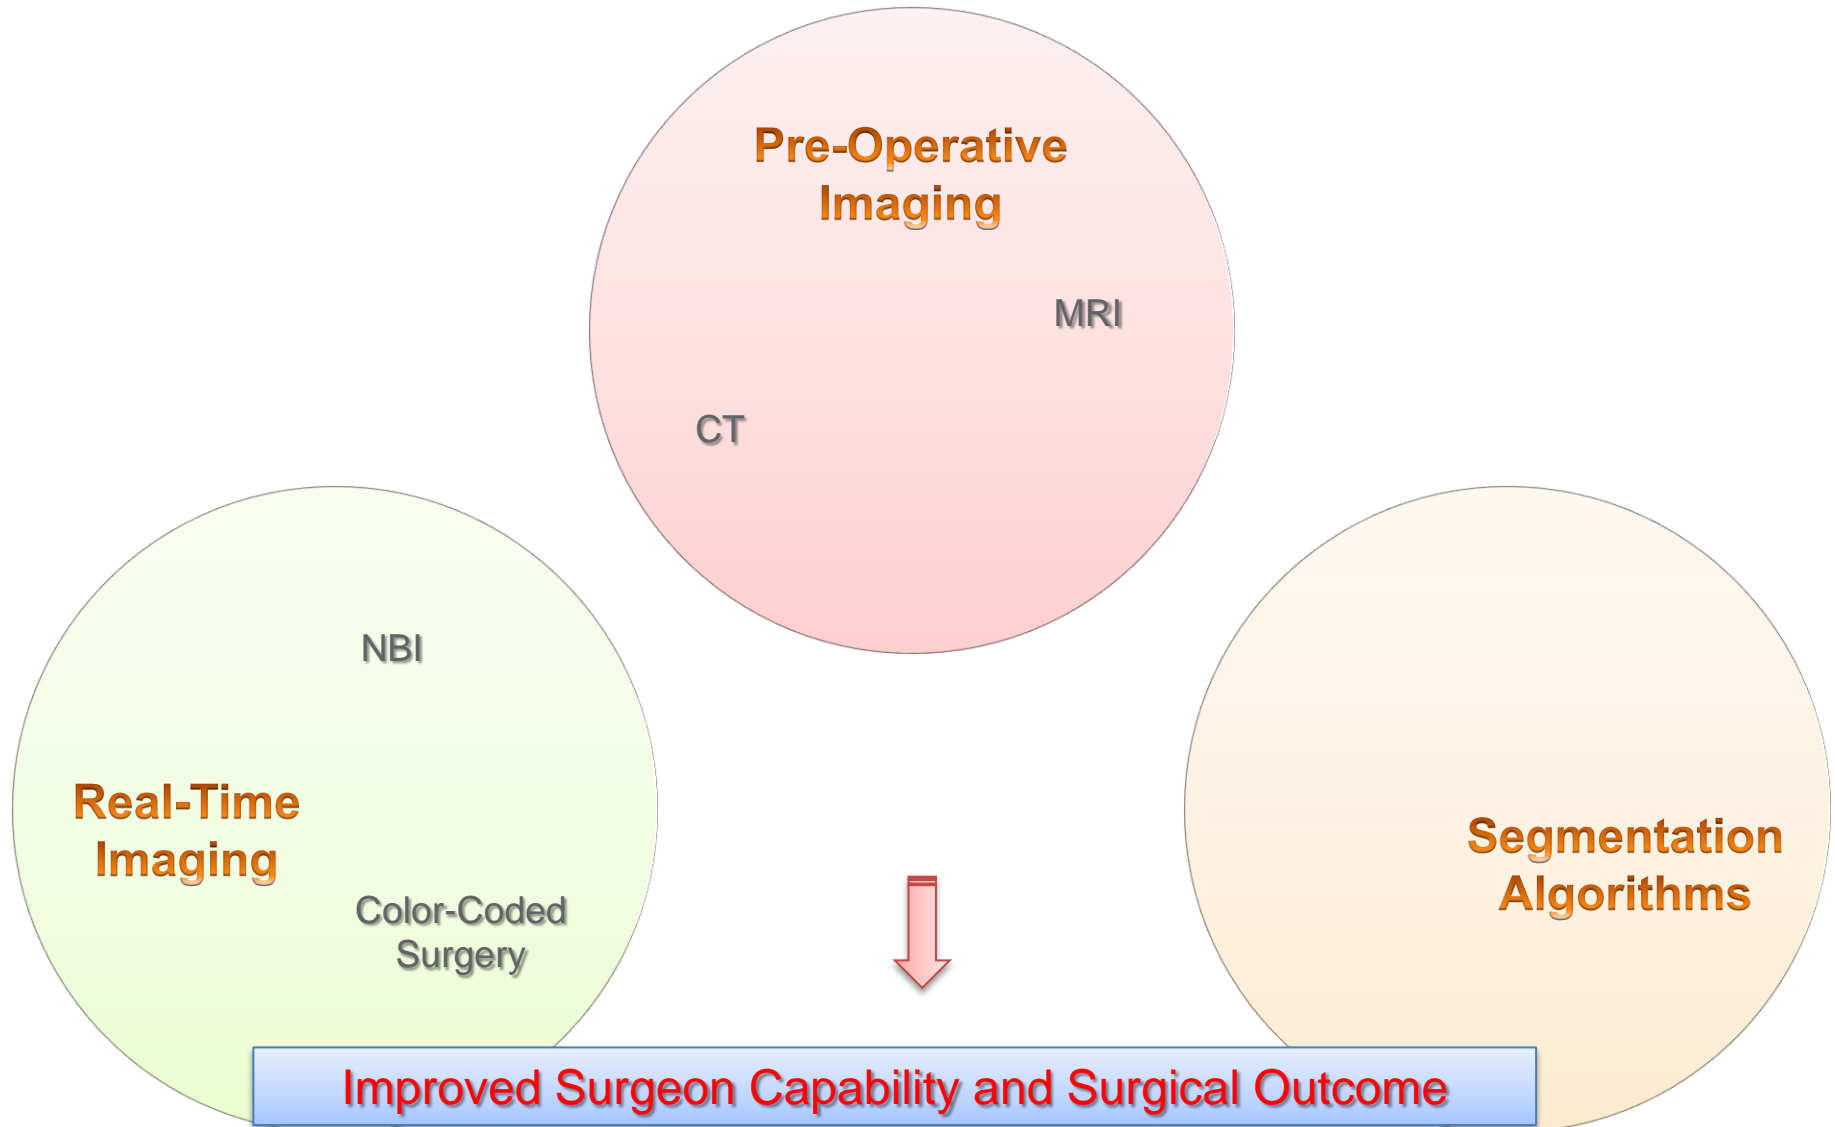 Pre-Operative
Imaging
MRI
CT
NBI
Real-Time
Imaging
Color-Coded
Surgery
Segmentation
Algorithms
Improved Surgeon Capability and Surgical Outcome